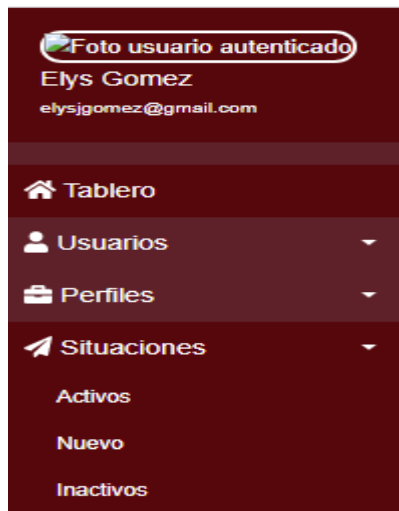 Foto usuario autenticado
Elys Gomez
elysjgomez@gmail.com
Tablero
Usuarios
Perfiles
Situaciones
Activos
Nuevo
Inactivos